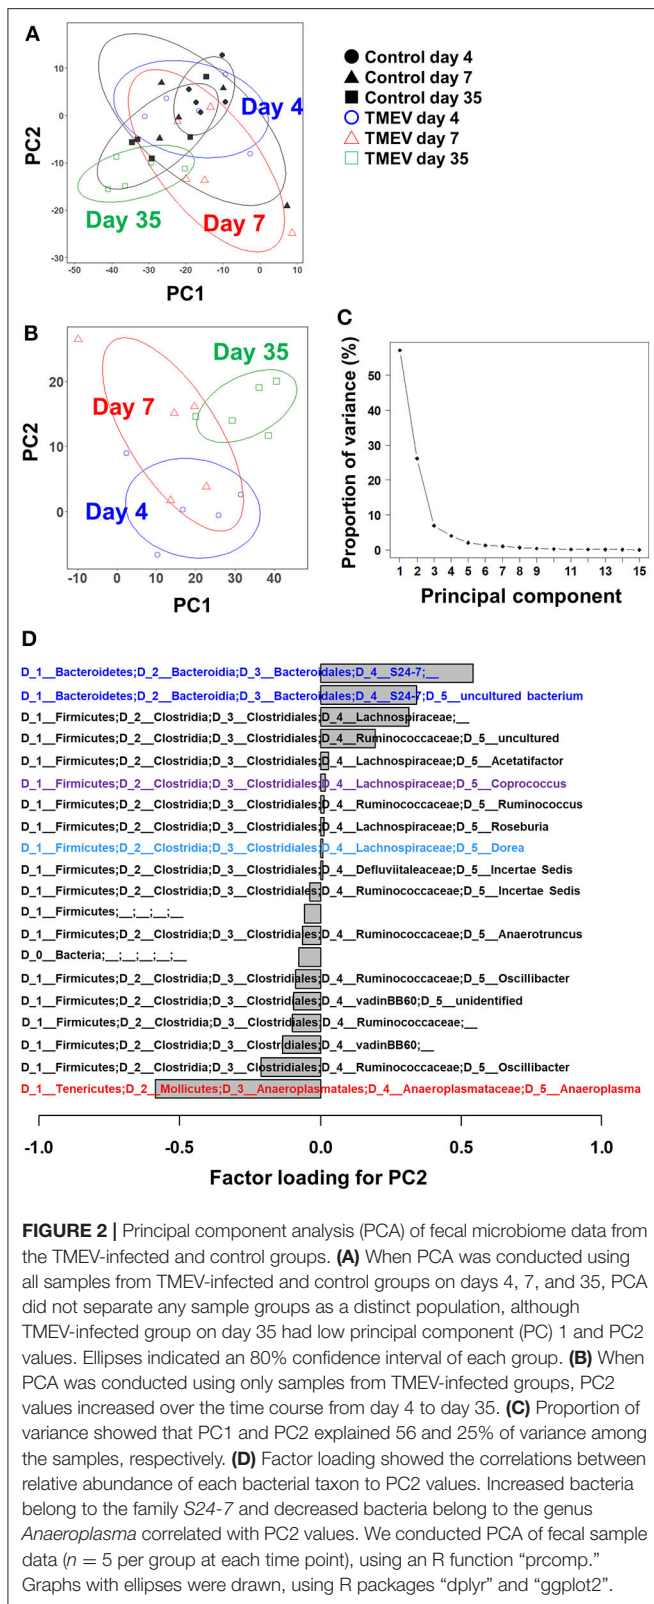 A
Control day 4
Control day 7
Control day 35
TMEV day 4
TMEV day 7
TMEV day 35
10
0
-10
-20
-30
PC2
Day 4
Day 35
Day 7
-50 -40 -30 -20 -10 0 10
PC1
B
20
10
0
PC2
Day 35
Day 7
Day 4
-10 0 10 20 30 40
PC1
C
Proportion of variance (%)
50
40
30
20
10
0
1 2 3 4 5 6 7 8 9 11 13 15
Principal component
D
D_1__Bacteroidetes;D_2__Bacteroidia;D_3__Bacteroidales;D_4__S24-7;__
D_1__Bacteroidetes;D_2__Bacteroidia;D_3__Bacteroidales;D_4__S24-7;D_5__uncultured bacterium
D_1__Firmicutes;D_2__Clostridia;D_3__Clostridiales;D_4__Lachnospiraceae;__
D_1__Firmicutes;D_2__Clostridia;D_3__Clostridiales;D_4__Ruminococcaceae;D_5__uncultured
D_1__Firmicutes;D_2__Clostridia;D_3__Clostridiales;D_4__Lachnospiraceae;D_5__Acetatifactor
D_1__Firmicutes;D_2__Clostridia;D_3__Clostridiales;D_4__Lachnospiraceae;D_5__Coprococcus
D_1__Firmicutes;D_2__Clostridia;D_3__Clostridiales;D_4__Ruminococcaceae;D_5__Ruminococcus
D_1__Firmicutes;D_2__Clostridia;D_3__Clostridiales;D_4__Lachnospiraceae;D_5__Roseburia
D_1__Firmicutes;D_2__Clostridia;D_3__Clostridiales;D_4__Lachnospiraceae;D_5__Dorea
D_1__Firmicutes;D_2__Clostridia;D_3__Clostridiales;D_4__Defluviitaleaceae;D_5__Incertae Sedis
D_1__Firmicutes;D_2__Clostridia;D_3__Clostridiales;D_4__Ruminococcaceae;D_5__Incertae Sedis
D_1__Firmicutes;__;__;__;__
D_1__Firmicutes;D_2__Clostridia;D_3__Clostridiales;D_4__Ruminococcaceae;D_5__Anaerotruncus
D_0__Bacteria;__;__;__;__;__
D_1__Firmicutes;D_2__Clostridia;D_3__Clostridiales;D_4__Ruminococcaceae;D_5__Oscillibacter
D_1__Firmicutes;D_2__Clostridia;D_3__Clostridiales;D_4__vadinBB60;D_5__unidentified
D_1__Firmicutes;D_2__Clostridia;D_3__Clostridiales;D_4__Ruminococcaceae;__
D_1__Firmicutes;D_2__Clostridia;D_3__Clostridiales;D_4__vadinBB60;__
D_1__Firmicutes;D_2__Clostridia;D_3__Clostridiales;D_4__Ruminococcaceae;D_5__Oscillibacter
D_1__Tenericutes;D_2__Mollicutes;D_3__Anaeroplasmatales;D_4__Anaeroplasmataceae;D_5__Anaeroplasma
-1.0 -0.5 0.0 0.5 1.0
Factor loading for PC2
FIGURE 2 | Principal component analysis (PCA) of fecal microbiome data from
the TMEV-infected and control groups. (A) When PCA was conducted using
all samples from TMEV-infected and control groups on days 4, 7, and 35, PCA
did not separate any sample groups as a distinct population, although
TMEV-infected group on day 35 had low principal component (PC) 1 and PC2
values. Ellipses indicated an 80% confidence interval of each group. (B) When
PCA was conducted using only samples from TMEV-infected groups, PC2
values increased over the time course from day 4 to day 35. (C) Proportion of
variance showed that PC1 and PC2 explained 56 and 25% of variance among
the samples, respectively. (D) Factor loading showed the correlations between
relative abundance of each bacterial taxon to PC2 values. Increased bacteria
belong to the family S24-7 and decreased bacteria belong to the genus
Anaeroplasma correlated with PC2 values. We conducted PCA of fecal sample
data (n = 5 per group at each time point), using an R function “prcomp.”
Graphs with ellipses were drawn, using R packages “dplyr” and “ggplot2”.